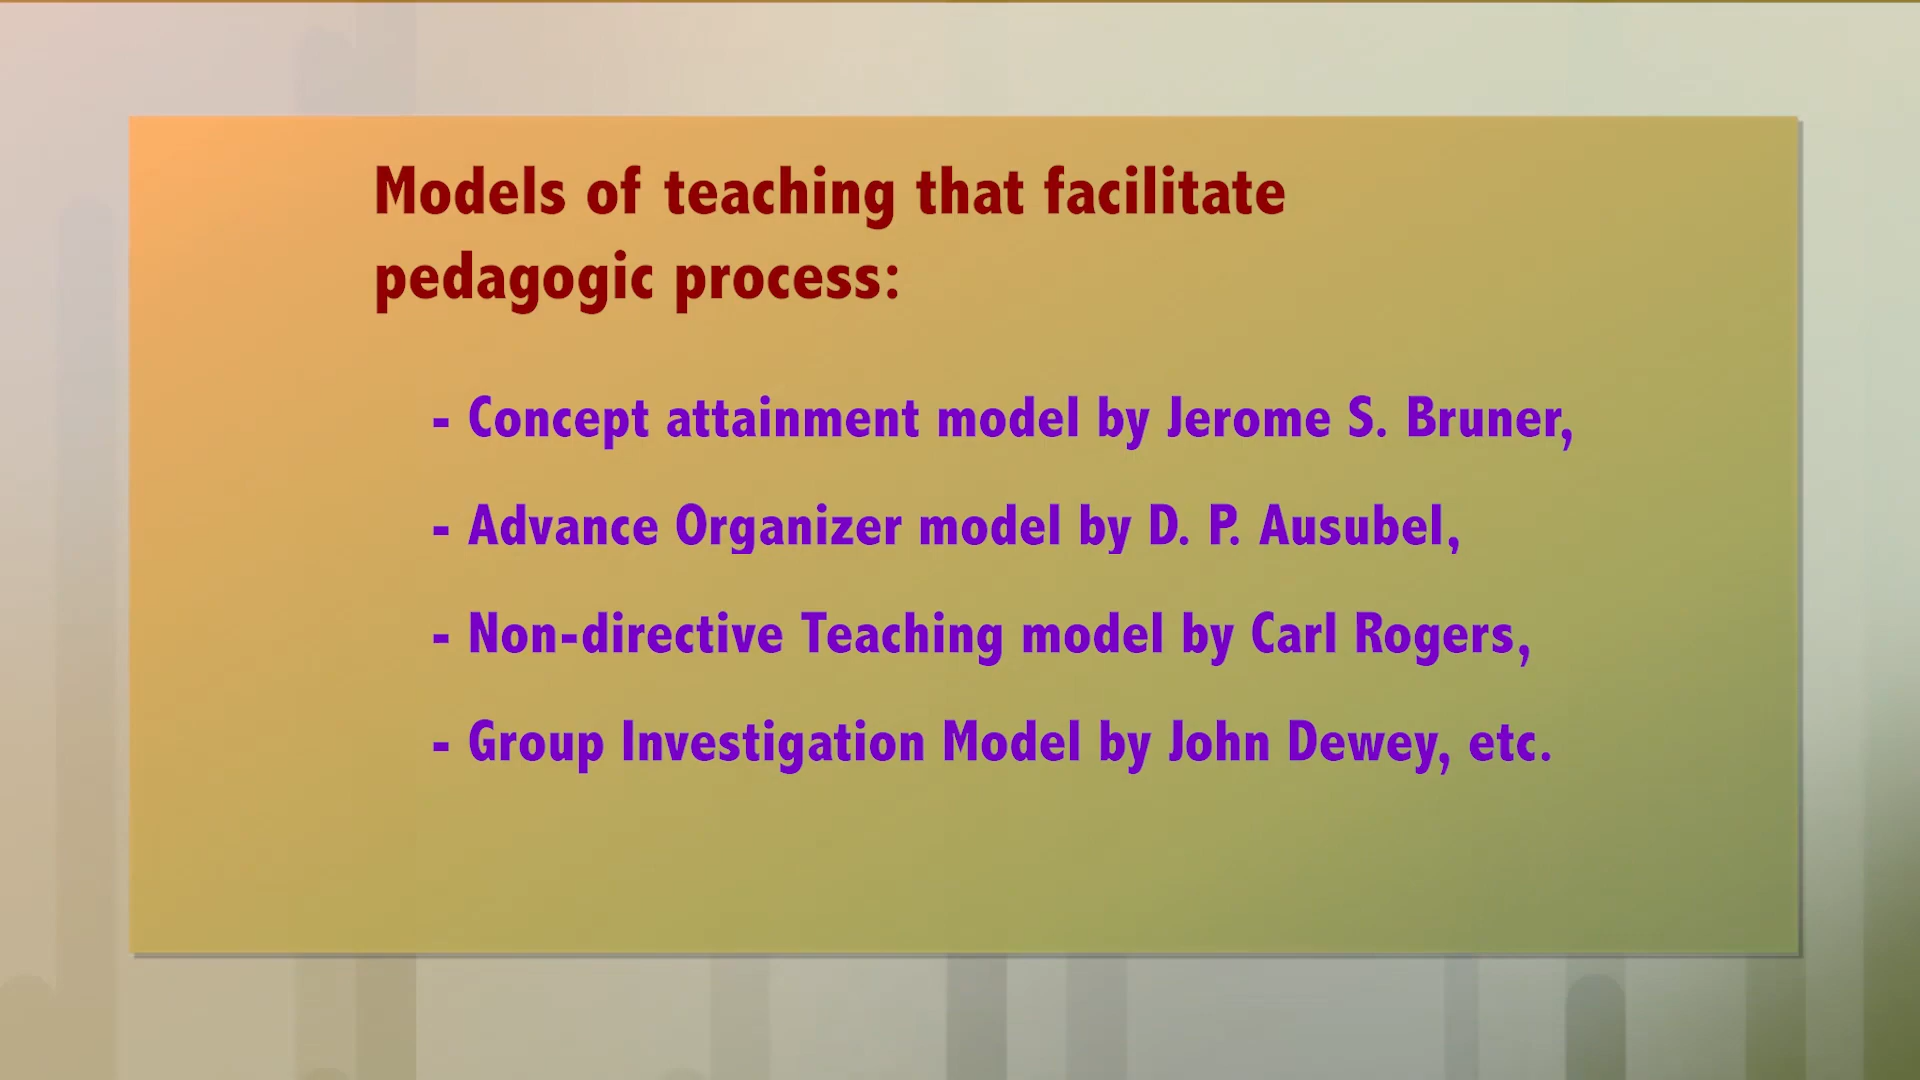 Models of teaching that facilitate
pedagogic process:
- Concept attainment model by Jerome S. Bruner,
- Advance Organizer model by D. P. Ausubel,
- Non-directive Teaching model by Carl Rogers,
- Group Investigation Model by John Dewey, etc.